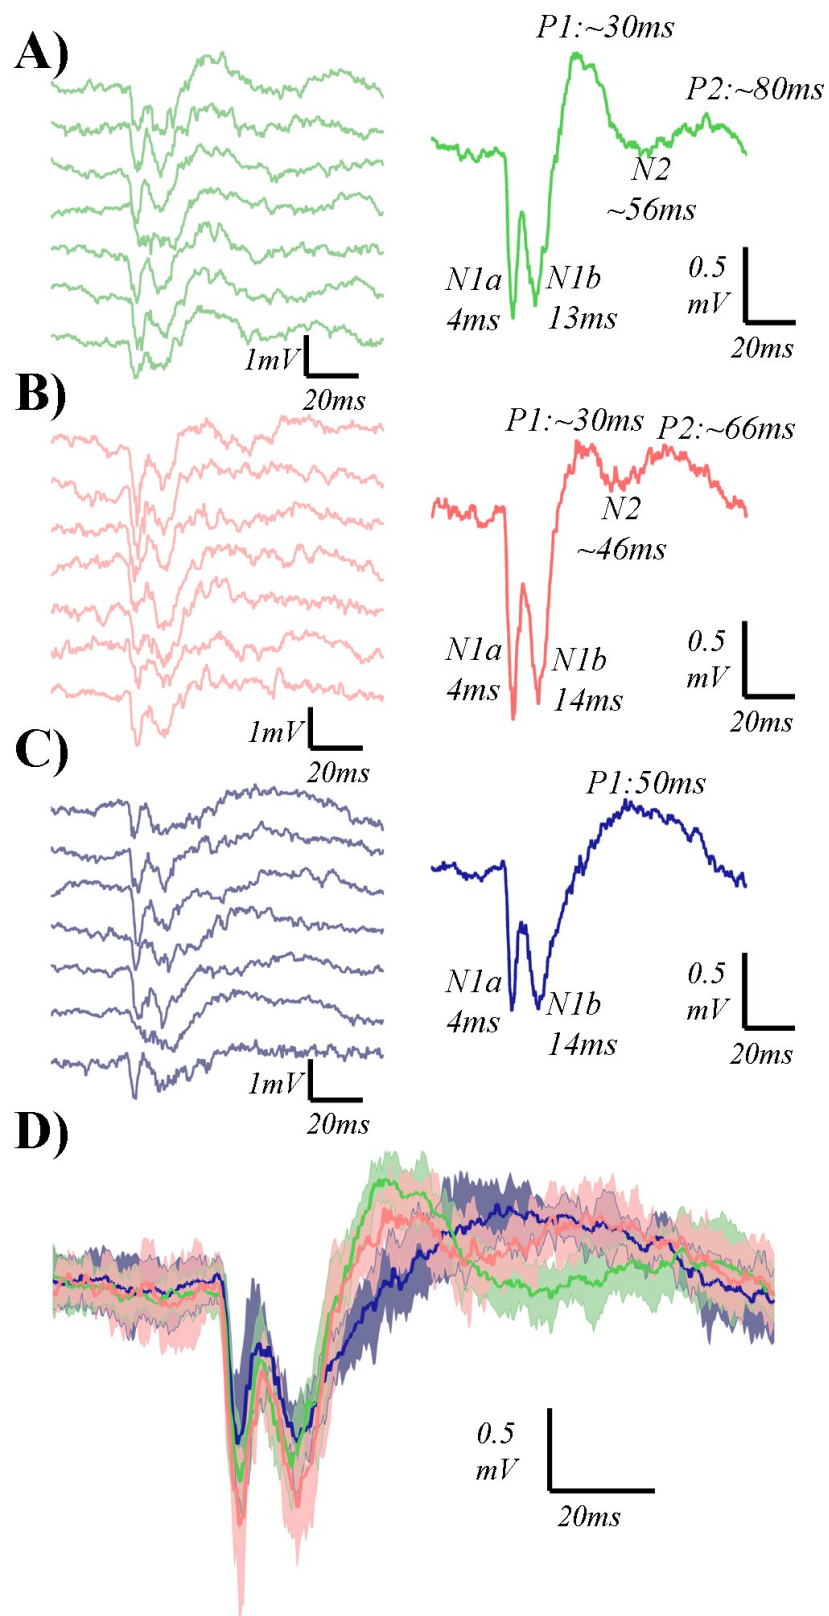 A)
P1:~30ms
P2:~80ms
N2
~56ms
N1a
4ms
N1b
13ms
0.5
mV
20ms
1mV
20ms
B)
P1:~30ms
P2:~66ms
N2
~46ms
N1a
4ms
N1b
14ms
0.5
mV
20ms
1mV
20ms
C)
P1:50ms
N1a
4ms
N1b
14ms
0.5
mV
20ms
1mV
20ms
D)
0.5
mV
20ms